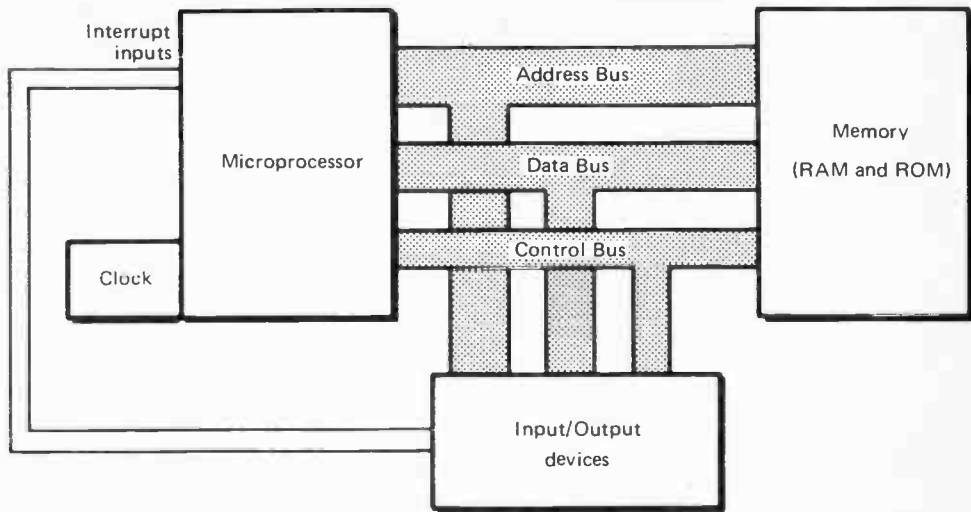 Interrupt
inputs
Address Bus
Microprocessor
Memory
Data Bus
(RAM and ROM)
Control Bus
Clock
Input/Output
devices